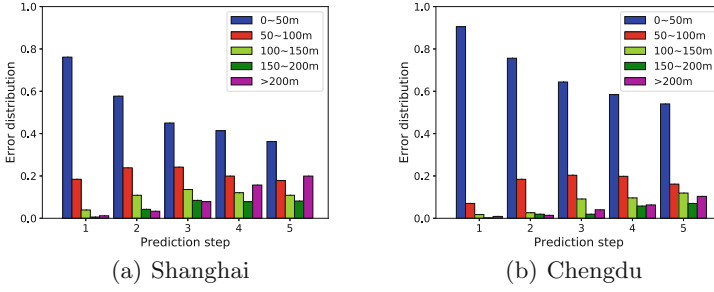 1.0
0.8
0.6
0.4
0.2
0.0
Error distribution
0~50m
50~100m
100~150m
150~200m
>200m
1 2 3 4 5
Prediction step
(a) Shanghai
1.0
0.8
0.6
0.4
0.2
0.0
Error distribution
0~50m
50~100m
100~150m
150~200m
>200m
1 2 3 4 5
Prediction step
(b) Chengdu